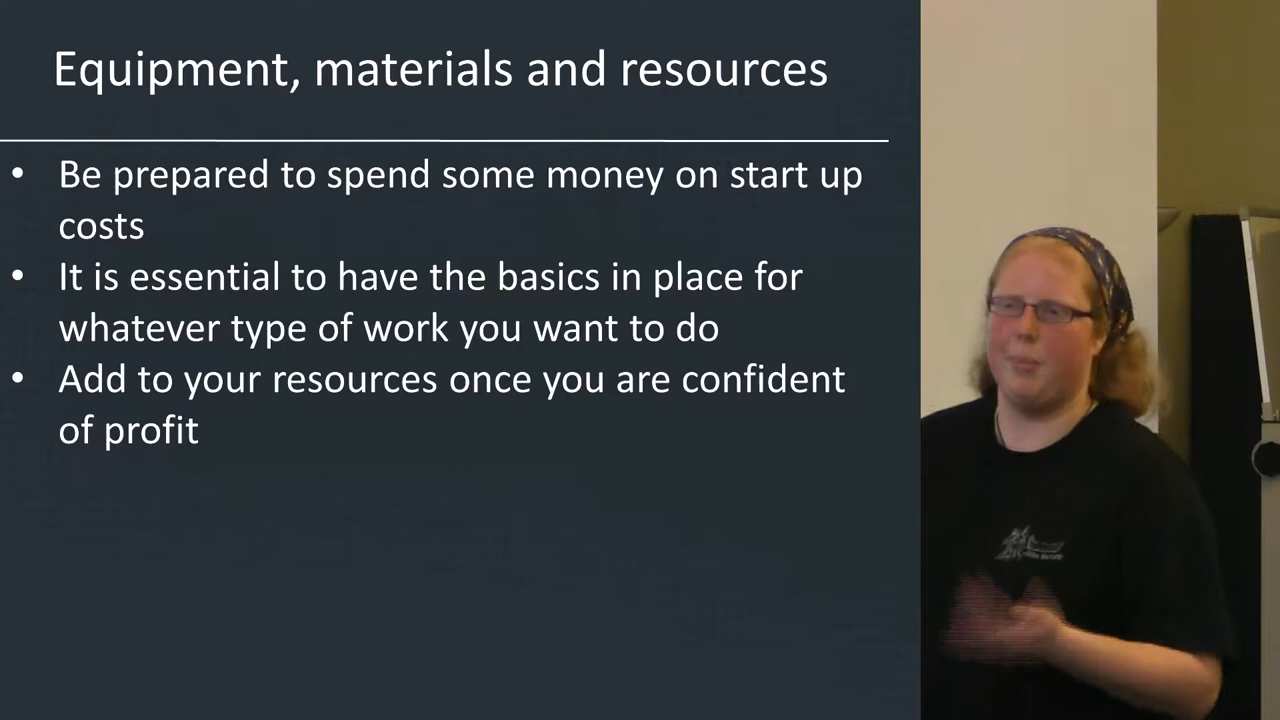 Equipment, materials and resources
• Be prepared to spend some money on start up
costs
• It is essential to have the basics in place for
whatever type of work you want to do
• Add to your resources once you are confident
of profit